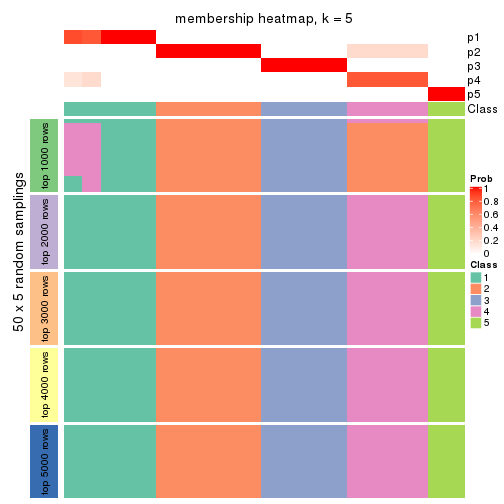 membership heatmap, k = 5
p1
p2
p3
p4
p5
Class
50 x 5 random samplings
top 1000 rows
top 2000 rows
top 3000 rows
top 4000 rows
top 5000 rows
Prob
1
0.8
0.6
0.4
0.2
0
Class
1
2
3
4
5